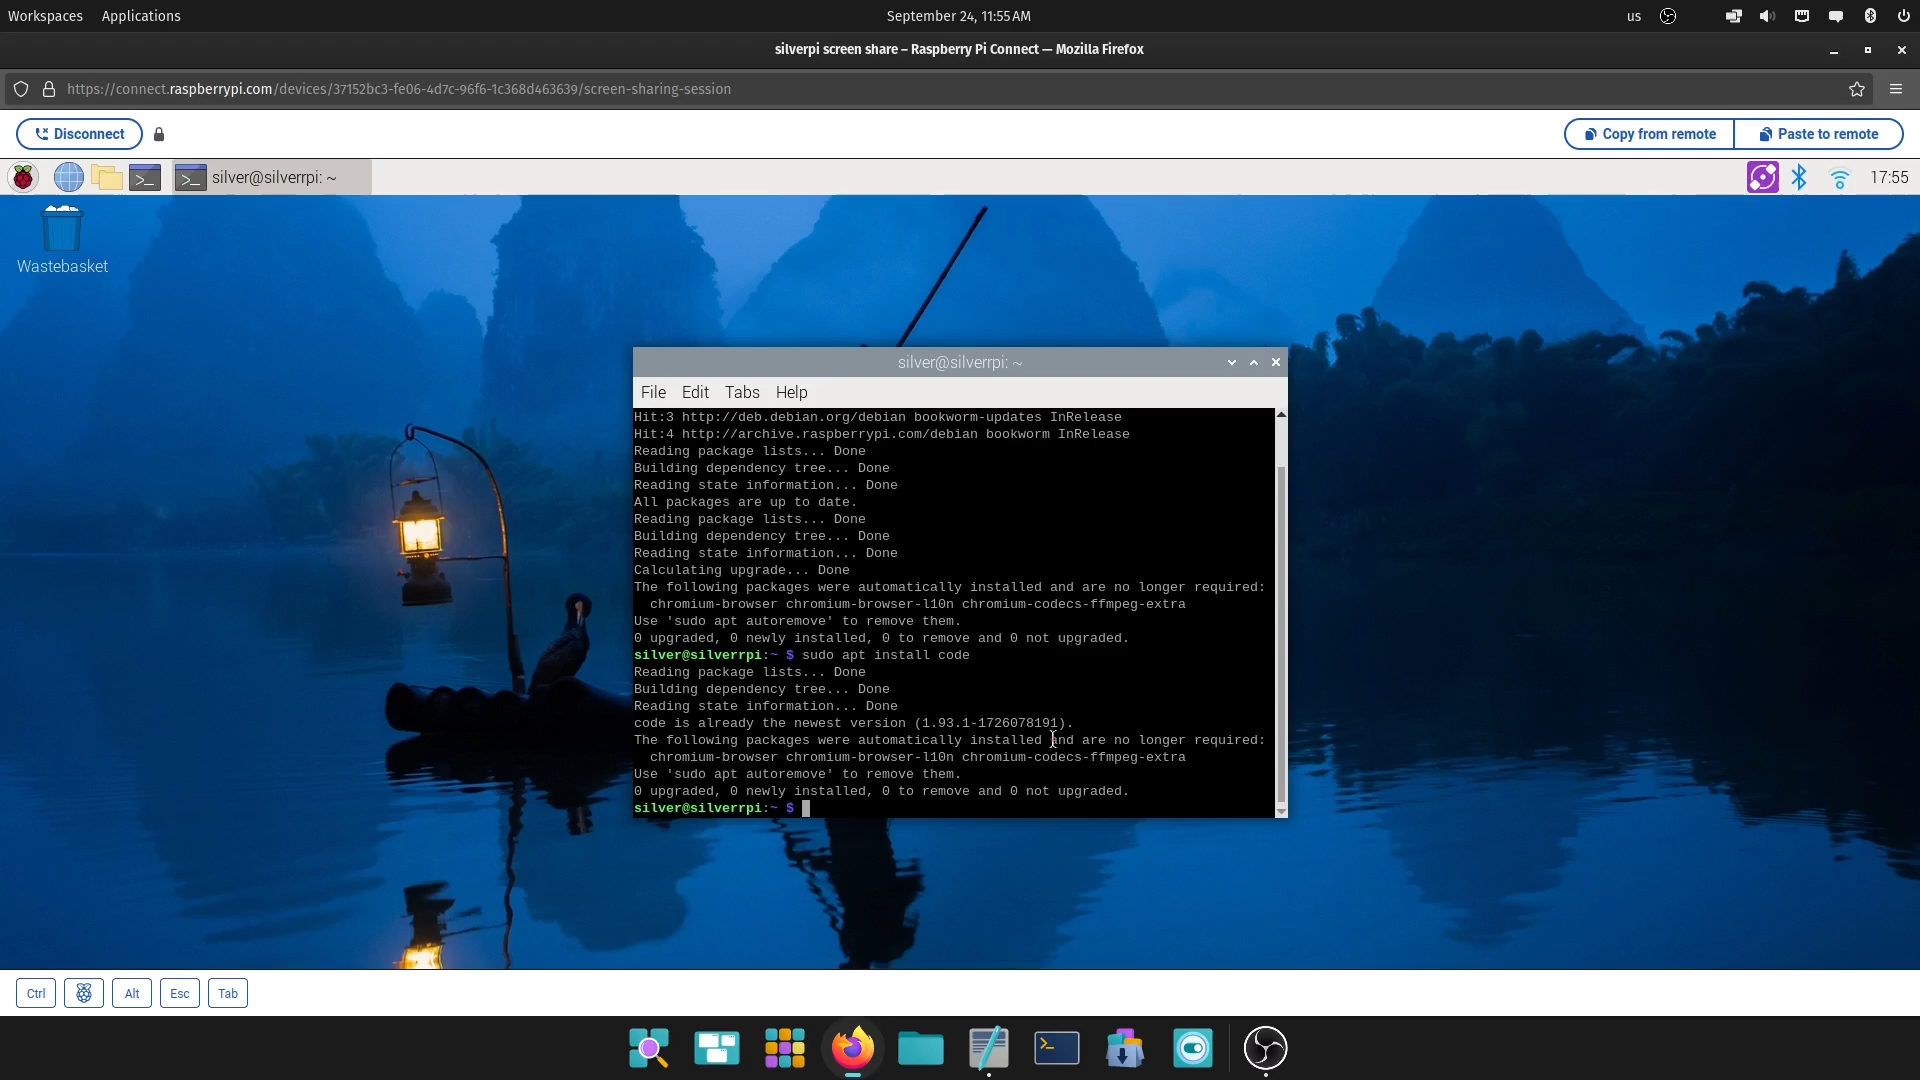 Workspaces Applications September 24, 11:55 AM us
silverpi screen share – Raspberry Pi Connect — Mozilla Firefox
https://connect.raspberrypi.com/devices/37152bc3-fe06-4d7c-96f6-1c368d463639/screen-sharing-session
Disconnect Copy from remote Paste to remote
silver@silverrpi: ~ 17:55
Wastebasket
silver@silverrpi: ~
File Edit Tabs Help
Hit:3 http://deb.debian.org/debian bookworm-updates InRelease
Hit:4 http://archive.raspberrypi.com/debian bookworm InRelease
Reading package lists... Done
Building dependency tree... Done
Reading state information... Done
All packages are up to date.
Reading package lists... Done
Building dependency tree... Done
Reading state information... Done
Calculating upgrade... Done
The following packages were automatically installed and are no longer required:
chromium-browser chromium-browser-l10n chromium-codecs-ffmpeg-extra
Use 'sudo apt autoremove' to remove them.
0 upgraded, 0 newly installed, 0 to remove and 0 not upgraded.
silver@silverrpi:~ $ sudo apt install code
Reading package lists... Done
Building dependency tree... Done
Reading state information... Done
code is already the newest version (1.93.1-1726078191).
The following packages were automatically installed and are no longer required:
chromium-browser chromium-browser-l10n chromium-codecs-ffmpeg-extra
Use 'sudo apt autoremove' to remove them.
0 upgraded, 0 newly installed, 0 to remove and 0 not upgraded.
silver@silverrpi:~ $
Ctrl Alt Esc Tab